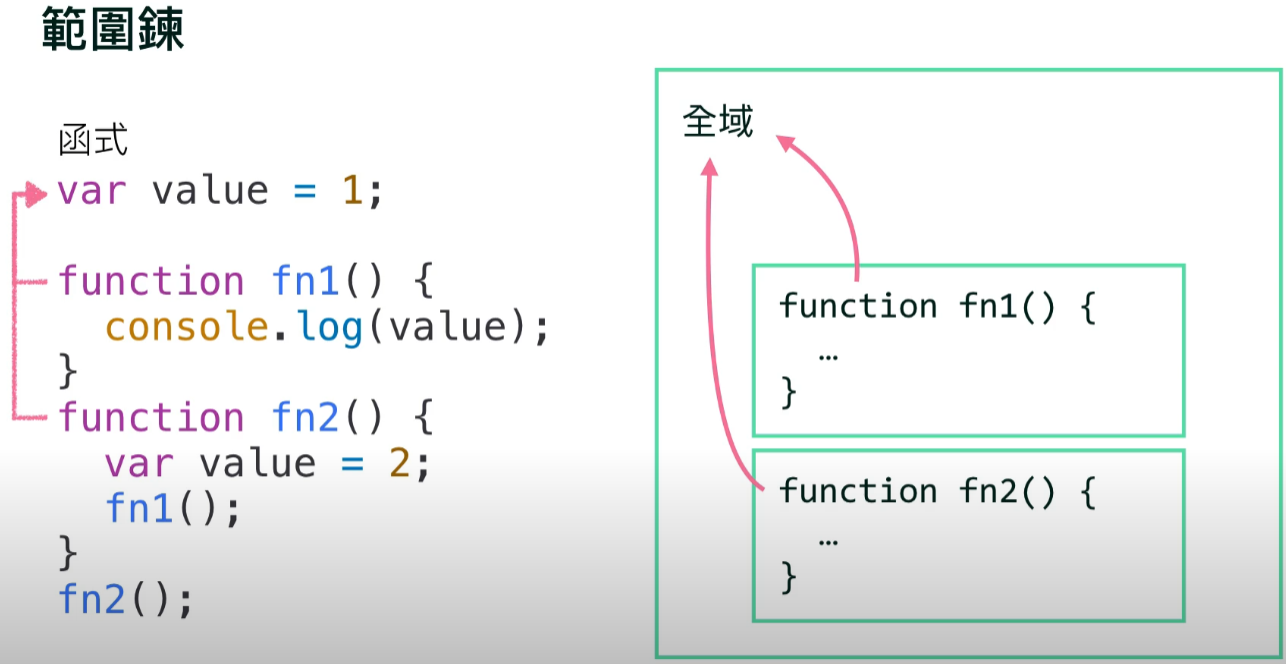 範圍鍊
函式
var value = 1;
function fn1() {
  console.log(value);
}
function fn2() {
  var value = 2;
  fn1();
}
fn2();
全域
function fn1() {
  …
}
function fn2() {
  …
}